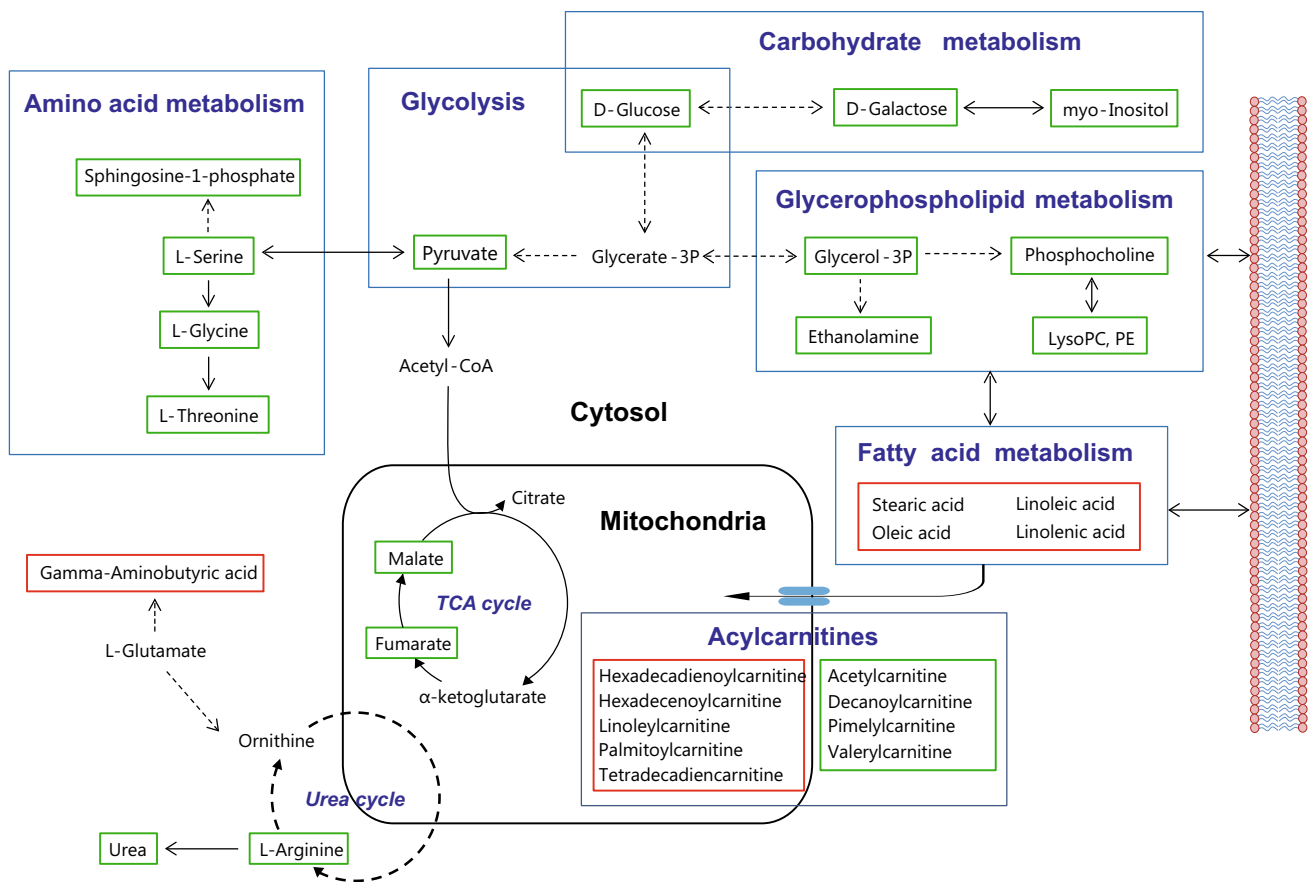 Carbohydrate metabolism
Amino acid metabolism
Glycolysis
D-Glucose
D-Galactose
myo-Inositol
Sphingosine-1-phosphate
Glycerophospholipid metabolism
L-Serine
Pyruvate
Glycerate-3P
Glycerol-3P
Phosphocholine
L-Glycine
Ethanolamine
LysoPC, PE
Acetyl-CoA
L-Threonine
Cytosol
Fatty acid metabolism
Stearic acid
Linoleic acid
Oleic acid
Linolenic acid
Citrate
Mitochondria
Malate
Gamma-Aminobutyric acid
TCA cycle
L-Glutamate
Fumarate
α-ketoglutarate
Acylcarnitines
Hexadecadienoylcarnitine
Hexadecenoylcarnitine
Linoleylcarnitine
Palmitoylcarnitine
Tetradecadiencarnitine
Acetylcarnitine
Decanoylcarnitine
Pimelylcarnitine
Valerylcarnitine
Ornithine
Urea cycle
Urea
L-Arginine